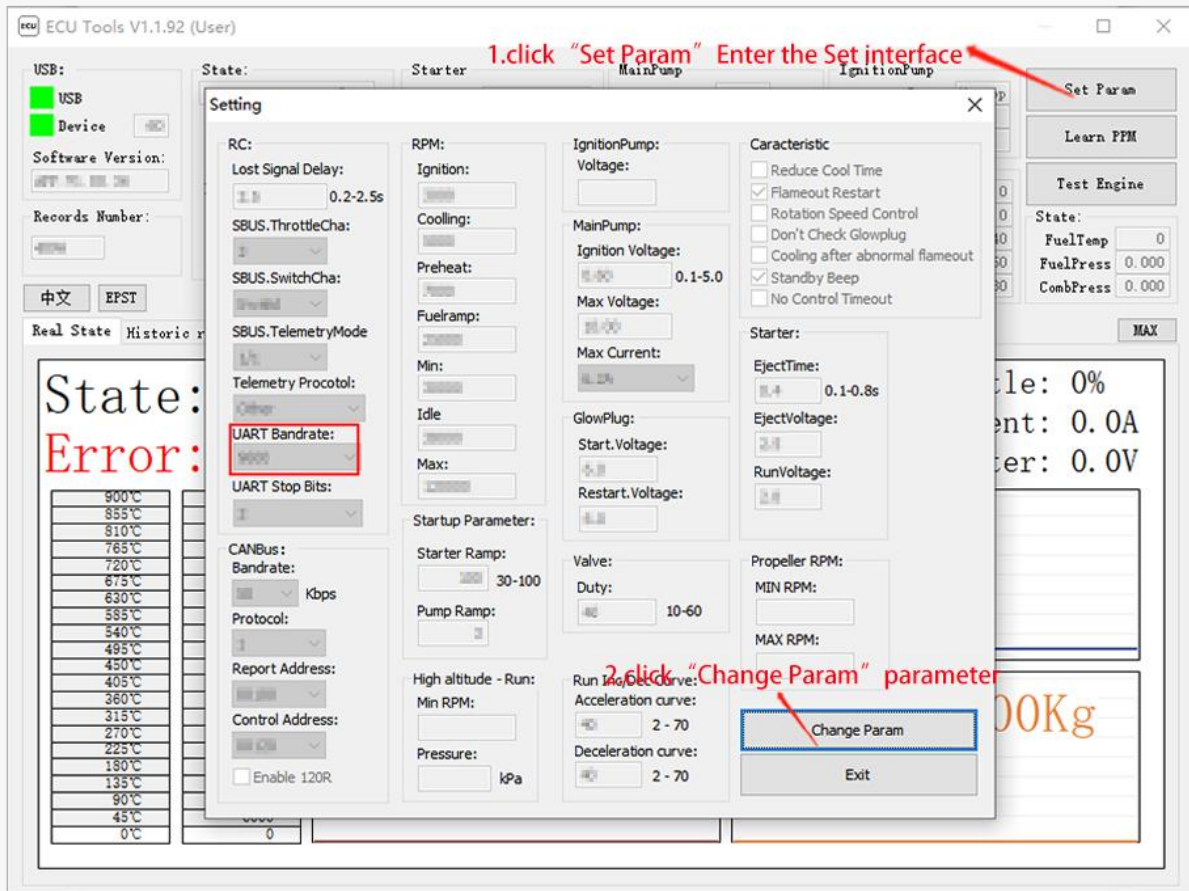 ECU Tools V1.1.92 (User)
1.click “Set Param” Enter the Set interface
USB:
State:
Starter
MainPump
IgnitionPump
USB
Device
Software Version:
Records Number:
中文
EPST
Real State
Historic r
Set Param
Learn PPM
Test Engine
State:
FuelTemp 0
FuelPress 0.000
CombPress 0.000
MAX
State:
Error:
tle: 0%
ent: 0.0A
ter: 0.0V
00Kg
900℃
855℃
810℃
765℃
720℃
675℃
630℃
585℃
540℃
495℃
450℃
405℃
360℃
315℃
270℃
225℃
180℃
135℃
90℃
45℃
0℃
0
Setting
RC:
Lost Signal Delay:
0.2-2.5s
SBUS.ThrottleCha:
SBUS.SwitchCha:
SBUS.TelemetryMode
Telemetry Procotol:
UART Bandrate:
UART Stop Bits:
CANBus:
Bandrate:
Kbps
Protocol:
Report Address:
Control Address:
Enable 120R
RPM:
Ignition:
Coolling:
Preheat:
Fuelramp:
Min:
Idle
Max:
Startup Parameter:
Starter Ramp:
30-100
Pump Ramp:
High altitude - Run:
Min RPM:
Pressure:
kPa
IgnitionPump:
Voltage:
MainPump:
Ignition Voltage:
0.1-5.0
Max Voltage:
Max Current:
GlowPlug:
Start.Voltage:
Restart.Voltage:
Valve:
Duty:
10-60
Run Inc/Dec Curve:
Acceleration curve:
2 - 70
Deceleration curve:
2 - 70
Caracteristic
Reduce Cool Time
Flameout Restart
Rotation Speed Control
Don't Check Glowplug
Cooling after abnormal flameout
Standby Beep
No Control Timeout
Starter:
EjectTime:
0.1-0.8s
EjectVoltage:
RunVoltage:
Propeller RPM:
MIN RPM:
MAX RPM:
2.click “Change Param” parameter
Change Param
Exit